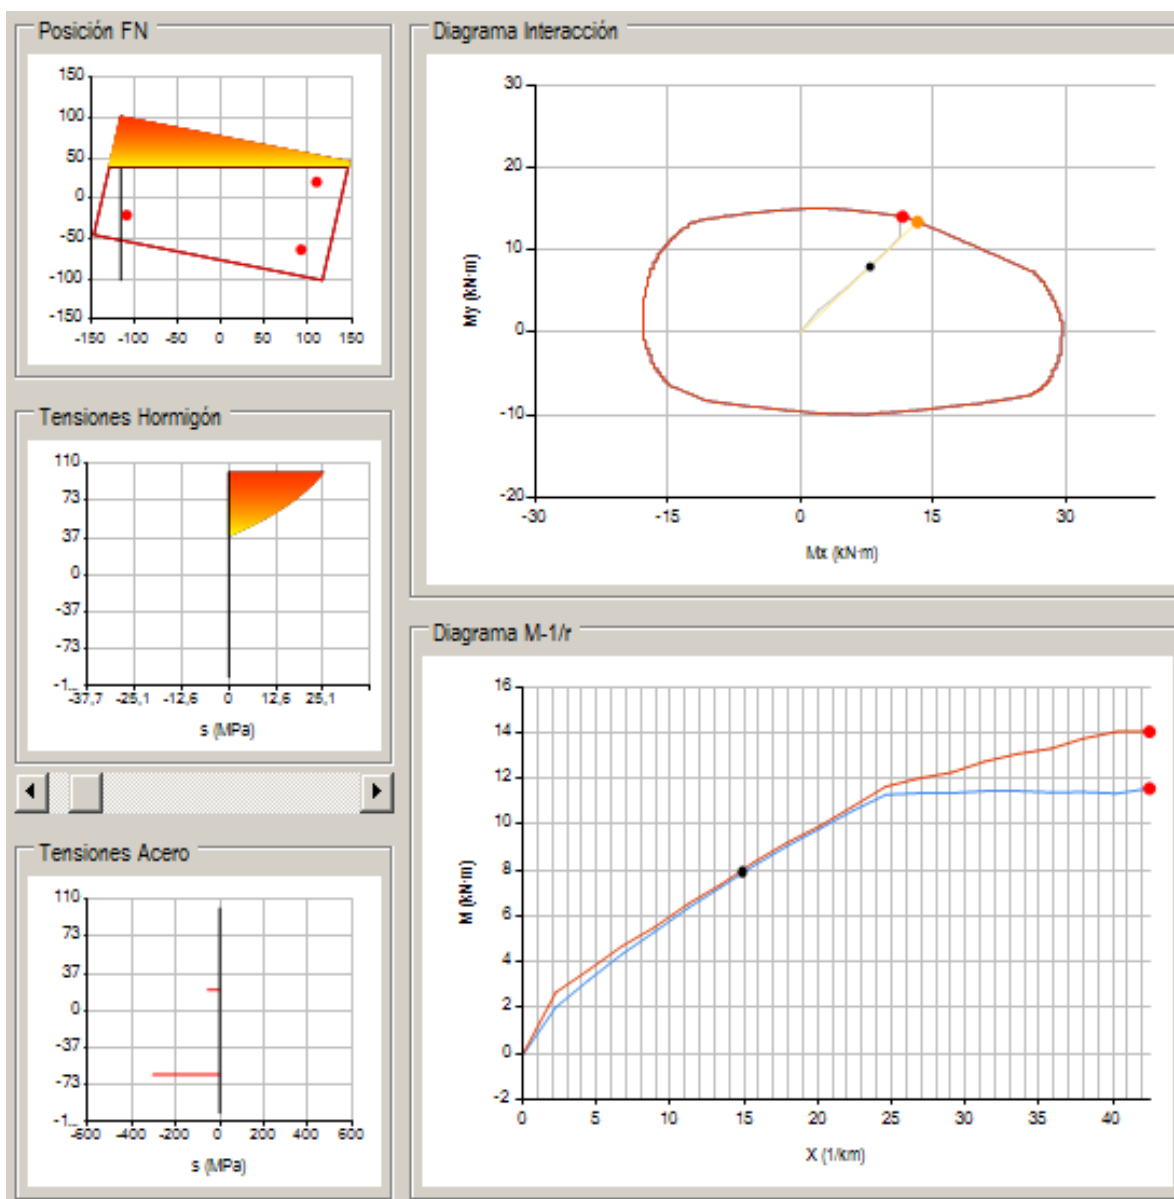 Posición FN
150
100
50
0
-50
-100
-150
-150 -100 -50 0 50 100 150
Tensiones Hormigón
110
73
37
0
-37
-73
-1...
-37,7 -25,1 -12,6 0 12,6 25,1
s (MPa)
Tensiones Acero
110
73
37
0
-37
-73
-1...
-600 -400 -200 0 200 400 600
s (MPa)
Diagrama Interacción
My (kN·m)
30
20
10
0
-10
-20
-30 -15 0 15 30
Mx (kN·m)
Diagrama M-1/r
M (kN·m)
16
14
12
10
8
6
4
2
0
-2
0 5 10 15 20 25 30 35 40
X (1/km)